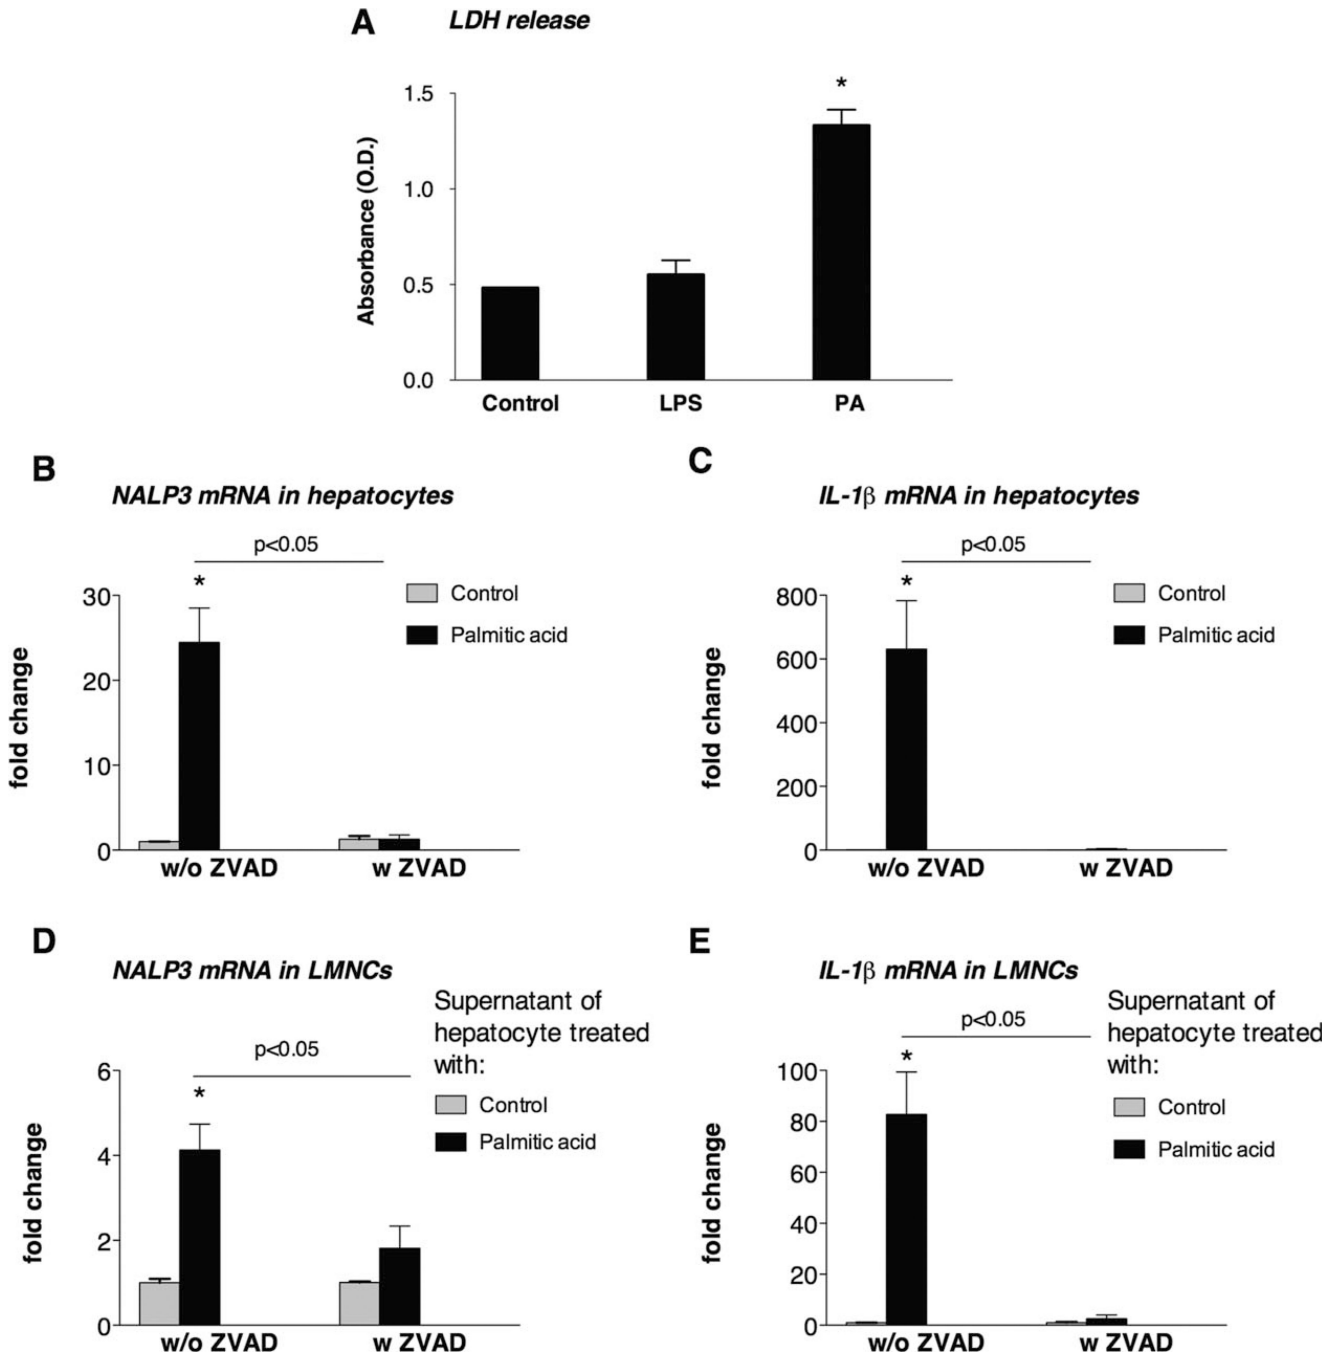 A LDH release
*
1.5
1.0
0.5
0.0
Absorbance (O.D.)
Control LPS PA
B
NALP3 mRNA in hepatocytes
p<0.05
*
Control
Palmitic acid
30
20
10
0
fold change
w/o ZVAD w ZVAD
C
IL-1β mRNA in hepatocytes
p<0.05
*
Control
Palmitic acid
800
600
400
200
0
fold change
w/o ZVAD w ZVAD
D
NALP3 mRNA in LMNCs
Supernatant of
hepatocyte treated
with:
p<0.05
*
Control
Palmitic acid
6
4
2
0
fold change
w/o ZVAD w ZVAD
E
IL-1β mRNA in LMNCs
Supernatant of
hepatocyte treated
with:
p<0.05
*
Control
Palmitic acid
100
80
60
40
20
0
fold change
w/o ZVAD w ZVAD